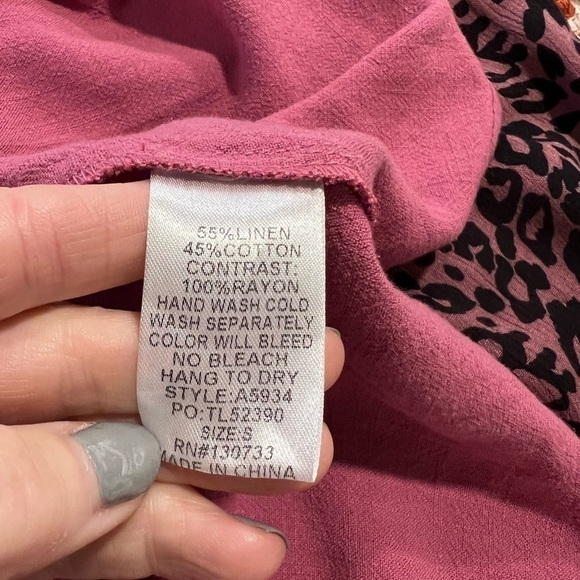 55%LINEN
45%COTTON
CONTRAST:
100%RAYON
HAND WASH COLD
WASH SEPARATELY
COLOR WILL BLEED
NO BLEACH
HANG TO DRY
STYLE:A5934
PO:TL52390
SIZE:S
RN#130733
MADE IN CHINA